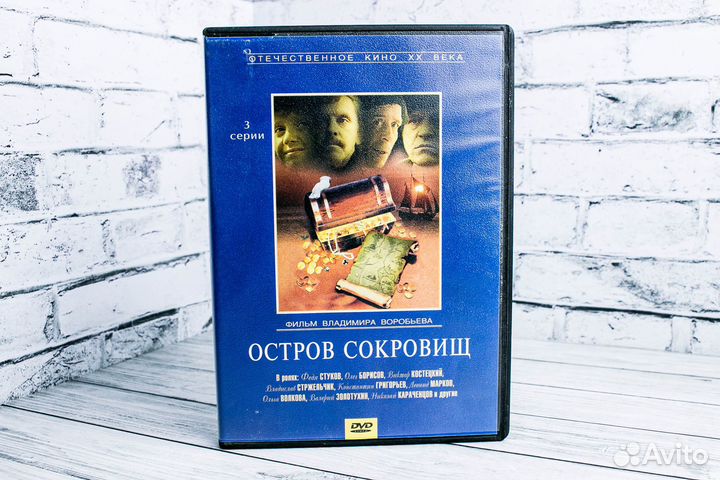 ОТЕЧЕСТВЕННОЕ КИНО XX ВЕКА
3
серии
ФИЛЬМ ВЛАДИМИРА ВОРОБЬЕВА
ОСТРОВ СОКРОВИЩ
В ролях: Федя СТУКОВ, Олег БОРИСОВ, Виктор КОСТЕЦКИЙ,
Владислав СТРЖЕЛЬЧИК, Константин ГРИГОРЬЕВ, Леонид МАРКОВ,
Ольга ВОЛКОВА, Валерий ЗОЛОТУХИН, Николай КАРАЧЕНЦОВ и другие
DVD
VIDEO
Avito